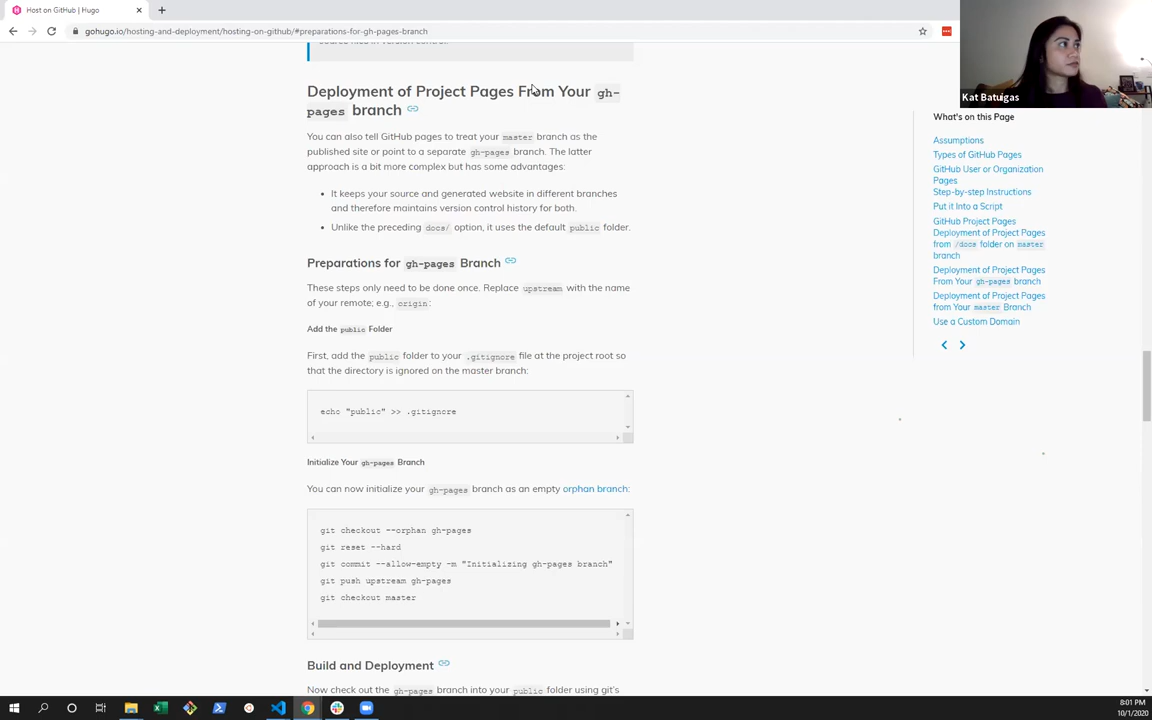 Host on GitHub | Hugo
gohugo.io/hosting-and-deployment/hosting-on-github/#preparations-for-gh-pages-branch
Kat Batuigas
Deployment of Project Pages From Your gh-
pages branch
You can also tell GitHub pages to treat your master branch as the
published site or point to a separate gh-pages branch. The latter
approach is a bit more complex but has some advantages:
• It keeps your source and generated website in different branches
and therefore maintains version control history for both.
• Unlike the preceding docs/ option, it uses the default public folder.
Preparations for gh-pages Branch
These steps only need to be done once. Replace upstream with the name
of your remote; e.g., origin:
Add the public Folder
First, add the public folder to your .gitignore file at the project root so
that the directory is ignored on the master branch:
echo "public" >> .gitignore
Initialize Your gh-pages Branch
You can now initialize your gh-pages branch as an empty orphan branch:
git checkout --orphan gh-pages
git reset --hard
git commit --allow-empty -m "Initializing gh-pages branch"
git push upstream gh-pages
git checkout master
Build and Deployment
Now check out the gh-pages branch into your public folder using git's
What's on this Page
Assumptions
Types of GitHub Pages
GitHub User or Organization
Pages
Step-by-step Instructions
Put it Into a Script
GitHub Project Pages
Deployment of Project Pages
from /docs folder on master
branch
Deployment of Project Pages
From Your gh-pages branch
Deployment of Project Pages
from Your master Branch
Use a Custom Domain
8:01 PM
10/1/2020